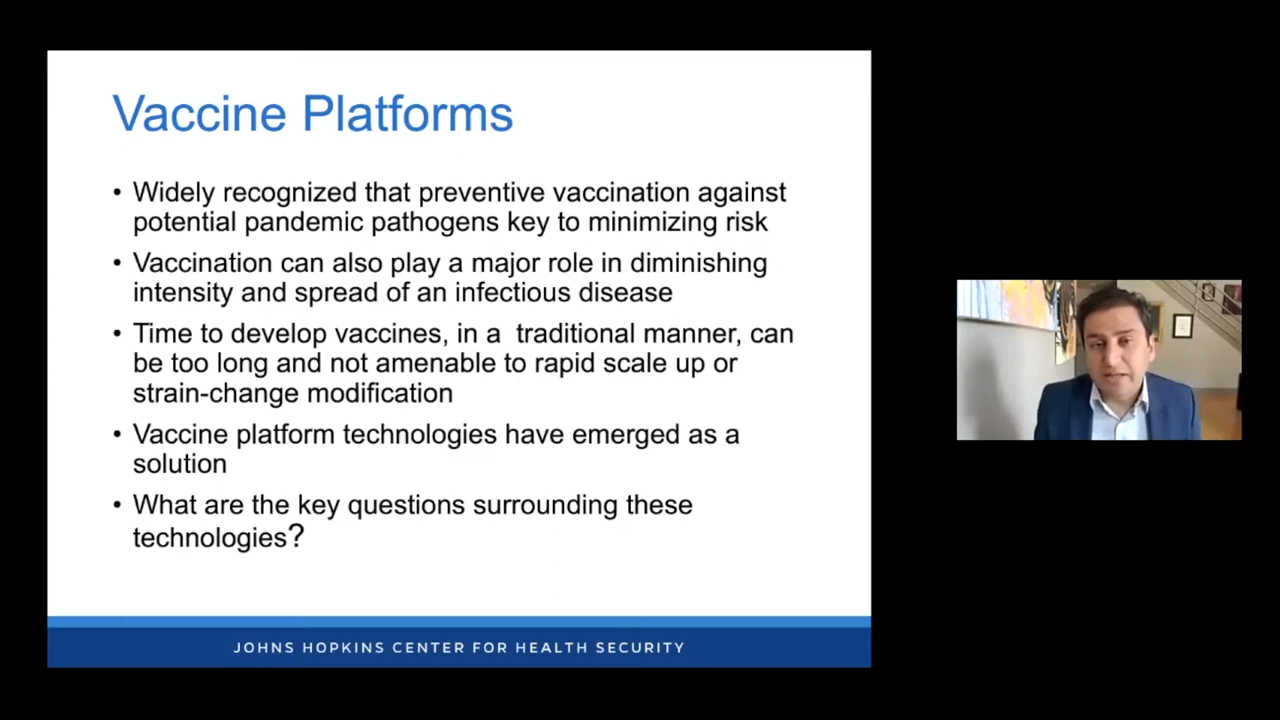 Vaccine Platforms
• Widely recognized that preventive vaccination against
potential pandemic pathogens key to minimizing risk
• Vaccination can also play a major role in diminishing
intensity and spread of an infectious disease
• Time to develop vaccines, in a  traditional manner, can
be too long and not amenable to rapid scale up or
strain-change modification
• Vaccine platform technologies have emerged as a
solution
• What are the key questions surrounding these
technologies?
JOHNS HOPKINS CENTER FOR HEALTH SECURITY